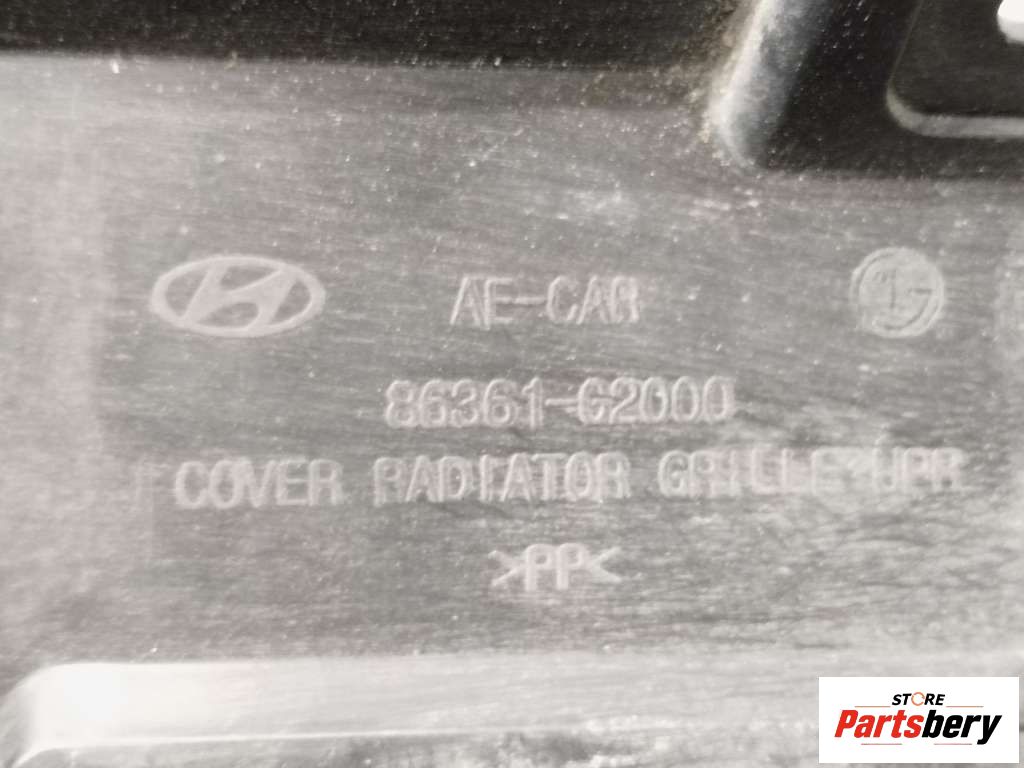 AE-CAR
86361-G2000
COVER RADIATOR GRILLE-UPR
>PP<
STORE
Partsbery